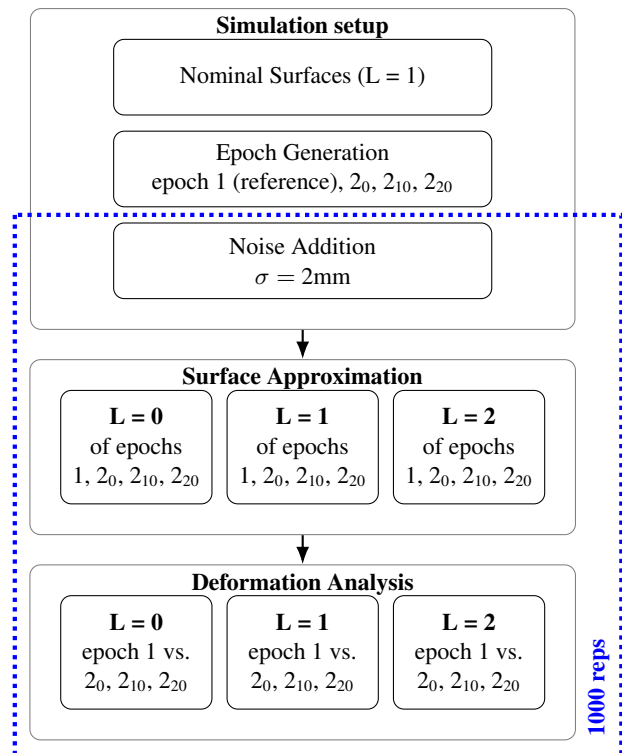 Simulation setup
Nominal Surfaces (L = 1)
Epoch Generation
epoch 1 (reference), 2₀, 2₁₀, 2₂₀
Noise Addition
σ = 2mm
Surface Approximation
L = 0
of epochs
1, 2₀, 2₁₀, 2₂₀
L = 1
of epochs
1, 2₀, 2₁₀, 2₂₀
L = 2
of epochs
1, 2₀, 2₁₀, 2₂₀
Deformation Analysis
L = 0
epoch 1 vs.
2₀, 2₁₀, 2₂₀
L = 1
epoch 1 vs.
2₀, 2₁₀, 2₂₀
L = 2
epoch 1 vs.
2₀, 2₁₀, 2₂₀
1000 reps